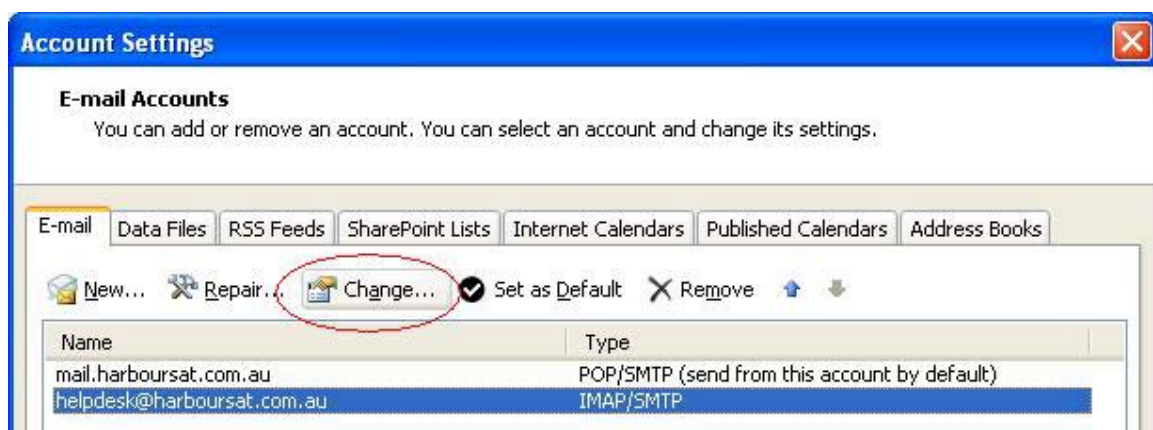 Account Settings
E-mail Accounts
You can add or remove an account. You can select an account and change its settings.
E-mail Data Files RSS Feeds SharePoint Lists Internet Calendars Published Calendars Address Books
New... Repair... Change... Set as Default Remove
Name Type
mail.harboursat.com.au POP/SMTP (send from this account by default)
helpdesk@harboursat.com.au IMAP/SMTP